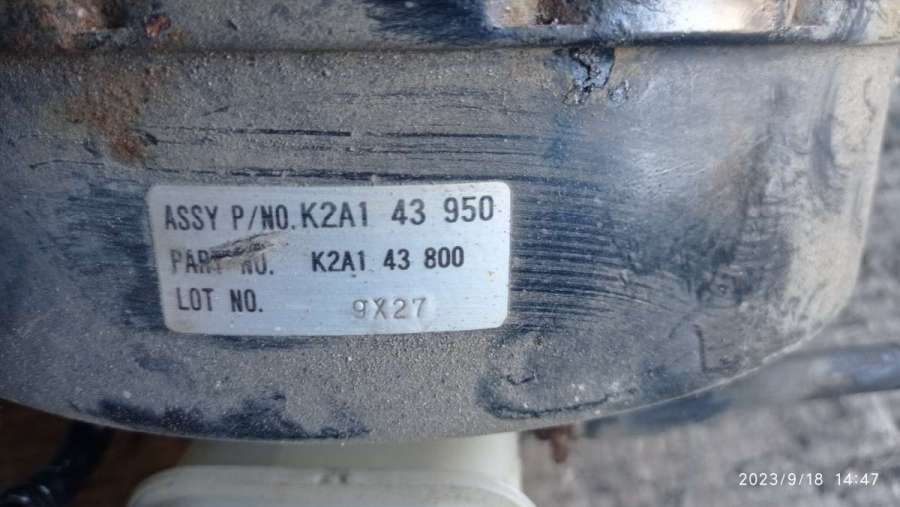 ASSY P/NO. K2A1 43 950
PART NO. K2A1 43 800
LOT NO. 9X27
2023/9/18 14:47